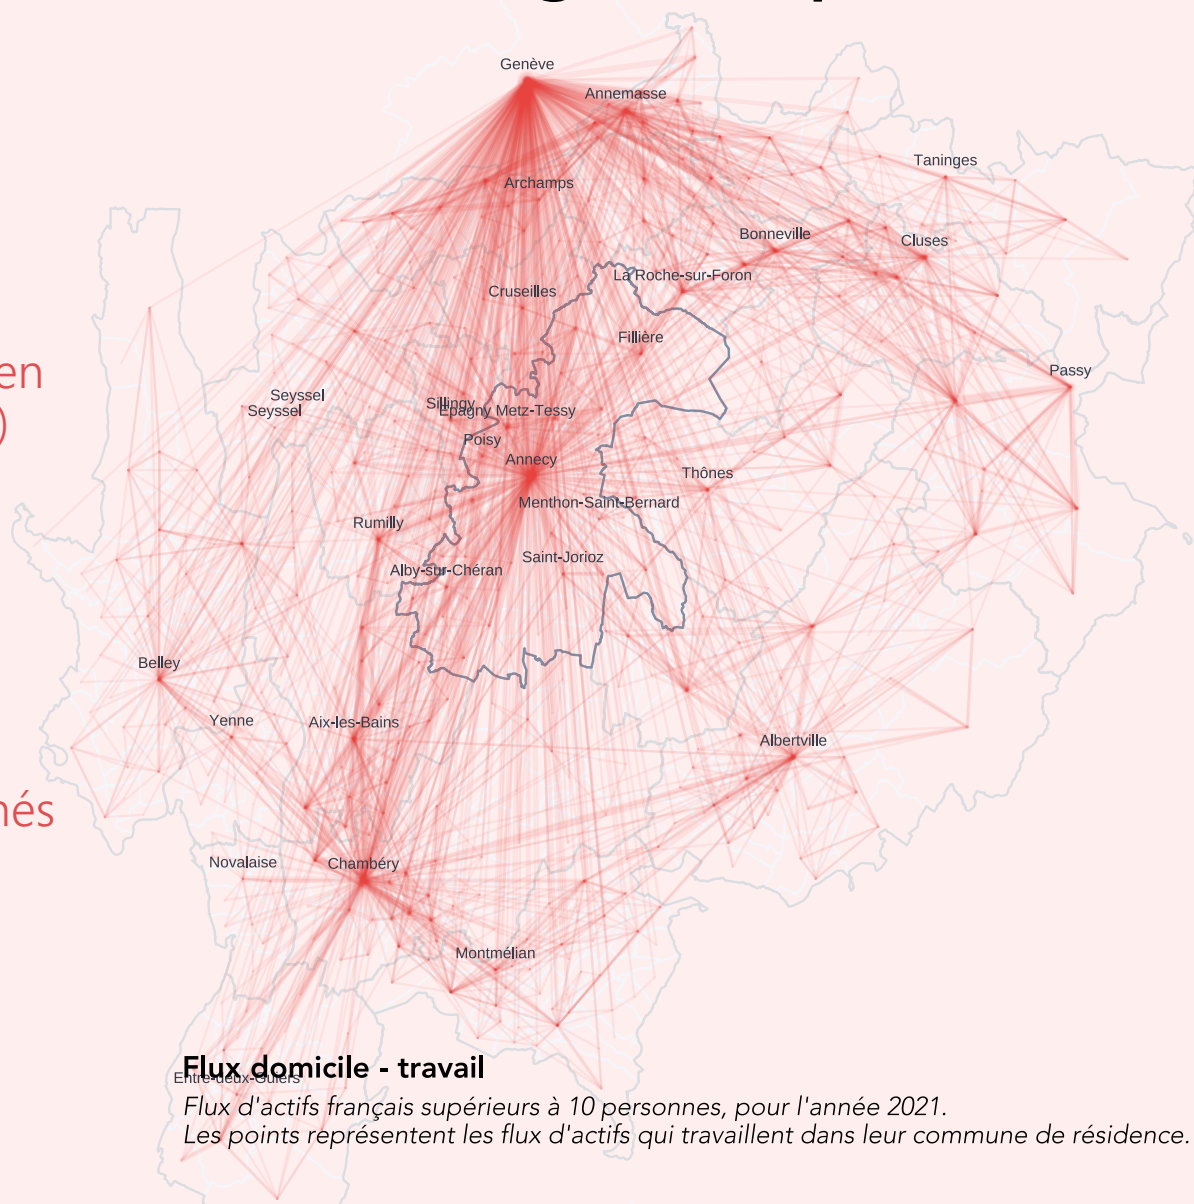 Genève
Annemasse
Taninges
Archamps
Bonneville
Cluses
La Roche-sur-Foron
Cruseilles
Fillière
en
Passy
)
Seyssel
Seyssel
Sillingy
Epagny Metz-Tessy
Poisy
Annecy
Thônes
Menthon-Saint-Bernard
Rumilly
Saint-Jorioz
Alby-sur-Chéran
Belley
Yenne
Aix-les-Bains
Albertville
nés
Novalaise
Chambéry
Montmélian
Flux domicile - travail
Entre-deux-Guiers
Flux d'actifs français supérieurs à 10 personnes, pour l'année 2021.
Les points représentent les flux d'actifs qui travaillent dans leur commune de résidence.